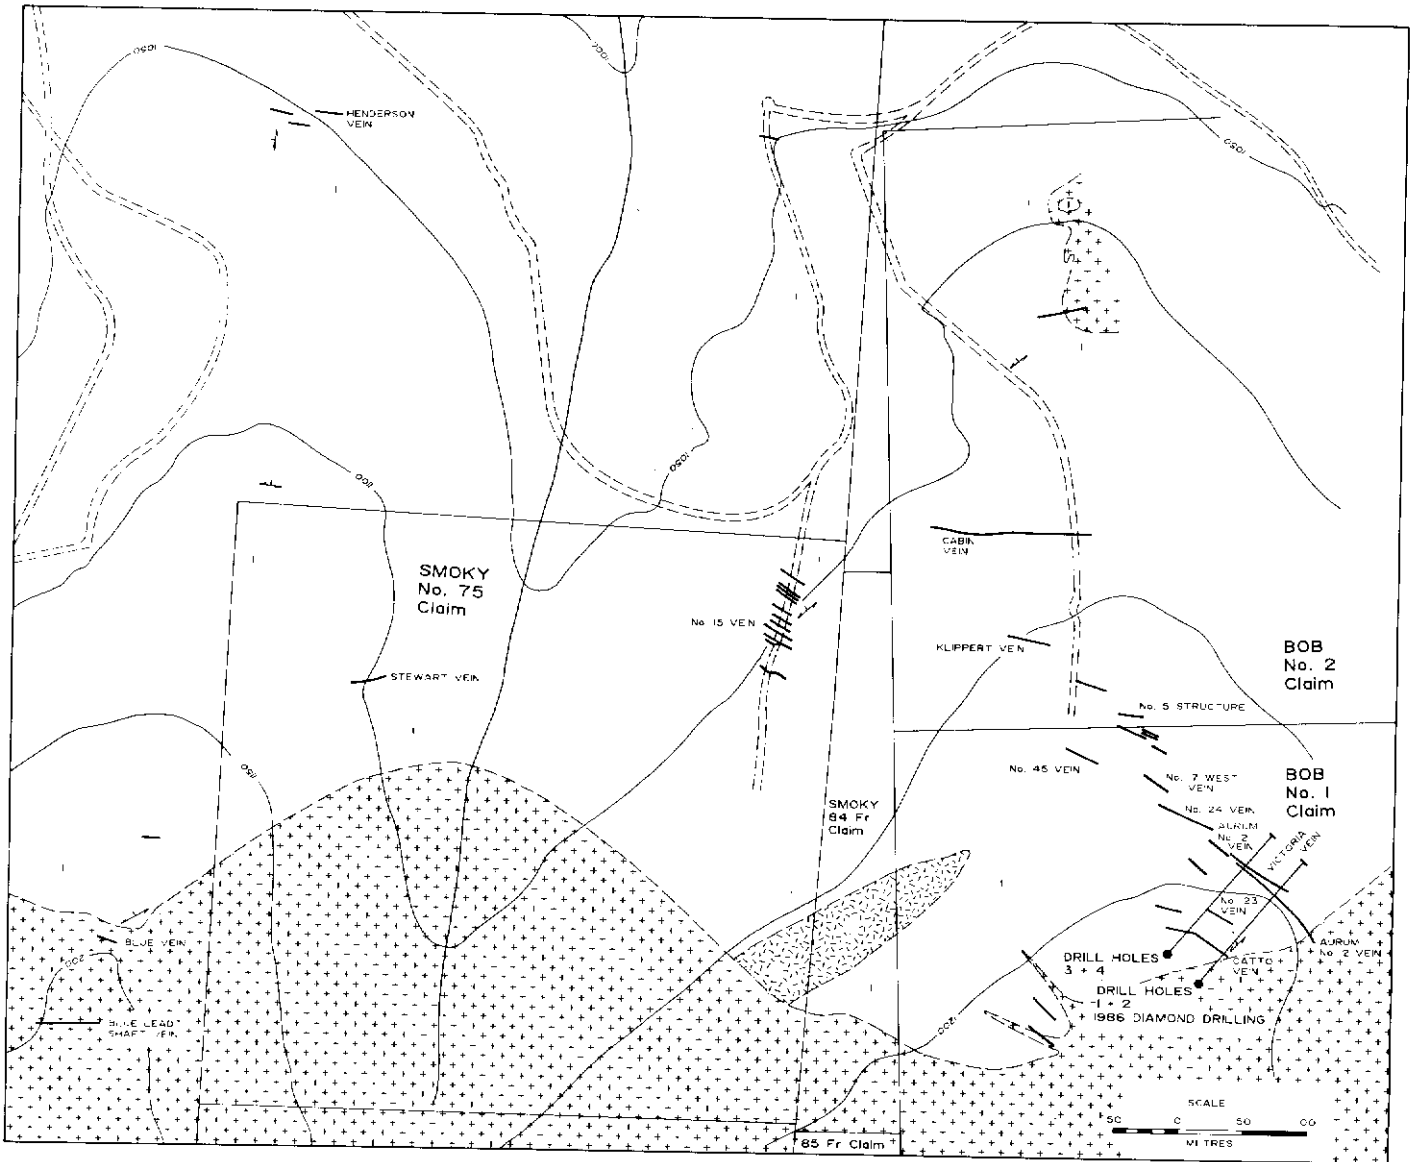 1050
1000
HENDERSON
VEIN
1050
1050
1100
SMOKY
No. 75
Claim
CABIN
VEIN
No 15 VEIN
KLIPPERT VEIN
BOB
No. 2
Claim
STEWART VEIN
No. 5 STRUCTURE
1150
No. 45 VEIN
No. 7 WEST
VEIN
BOB
No. 1
Claim
SMOKY
84 Fr
Claim
No. 24 VEIN
AURUM
No. 2
VEIN
VICTORIA
VEIN
No. 23
VEIN
BLUE VEIN
AURUM
No. 2 VEIN
CATTO
VEIN
DRILL HOLES
3 + 4
DRILL HOLES
1 + 2
1986 DIAMOND DRILLING
1200
BLUE LEAD
SHAFT VEIN
1200
SCALE
50 0 50 00
METRES
85 Fr Claim